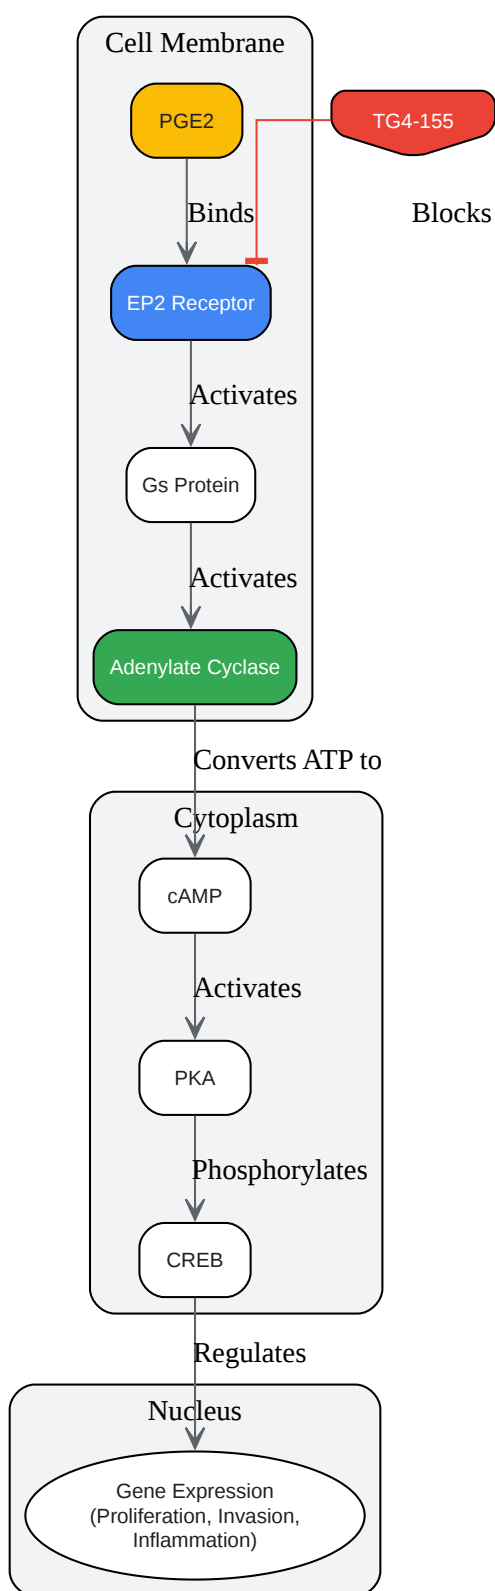 Cell Membrane
PGE2
TG4-155
Binds
Blocks
EP2 Receptor
Activates
Gs Protein
Activates
Adenylate Cyclase
Converts ATP to
Cytoplasm
cAMP
Activates
PKA
Phosphorylates
CREB
Regulates
Nucleus
Gene Expression
(Proliferation, Invasion,
Inflammation)